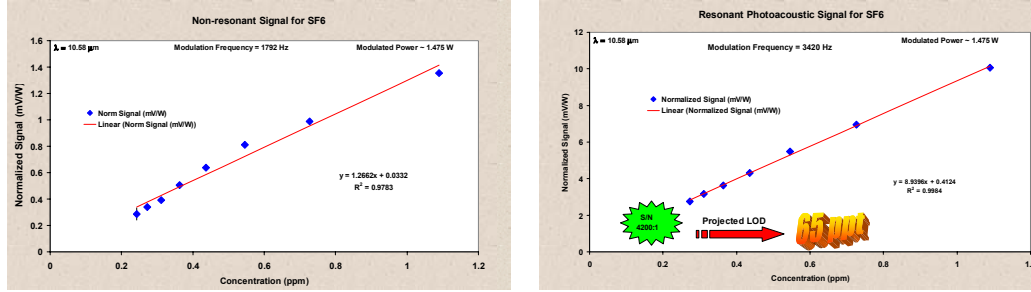 Non-resonant Signal for SF6
λ = 10.58 μm
Modulation Frequency = 1792 Hz
Modulated Power ~ 1.475 W
Normalized Signal (mV/W)
1.6
1.4
1.2
1
0.8
0.6
0.4
0.2
0
Norm Signal (mV/W)
Linear (Norm Signal (mV/W))
y = 1.2662x + 0.0332
R² = 0.9783
0 0.2 0.4 0.6 0.8 1 1.2
Concentration (ppm)
Resonant Photoacoustic Signal for SF6
λ = 10.58 μm
Modulation Frequency = 3420 Hz
Modulated Power ~ 1.475 W
Normalized Signal (mV/W)
12
10
8
6
4
2
0
Normalized Signal (mV/W)
Linear (Normalized Signal (mV/W))
y = 8.9396x + 0.4124
R² = 0.9984
S/N
4200:1
Projected LOD
65 ppt
0 0.2 0.4 0.6 0.8 1 1.2
Concentration (ppm)